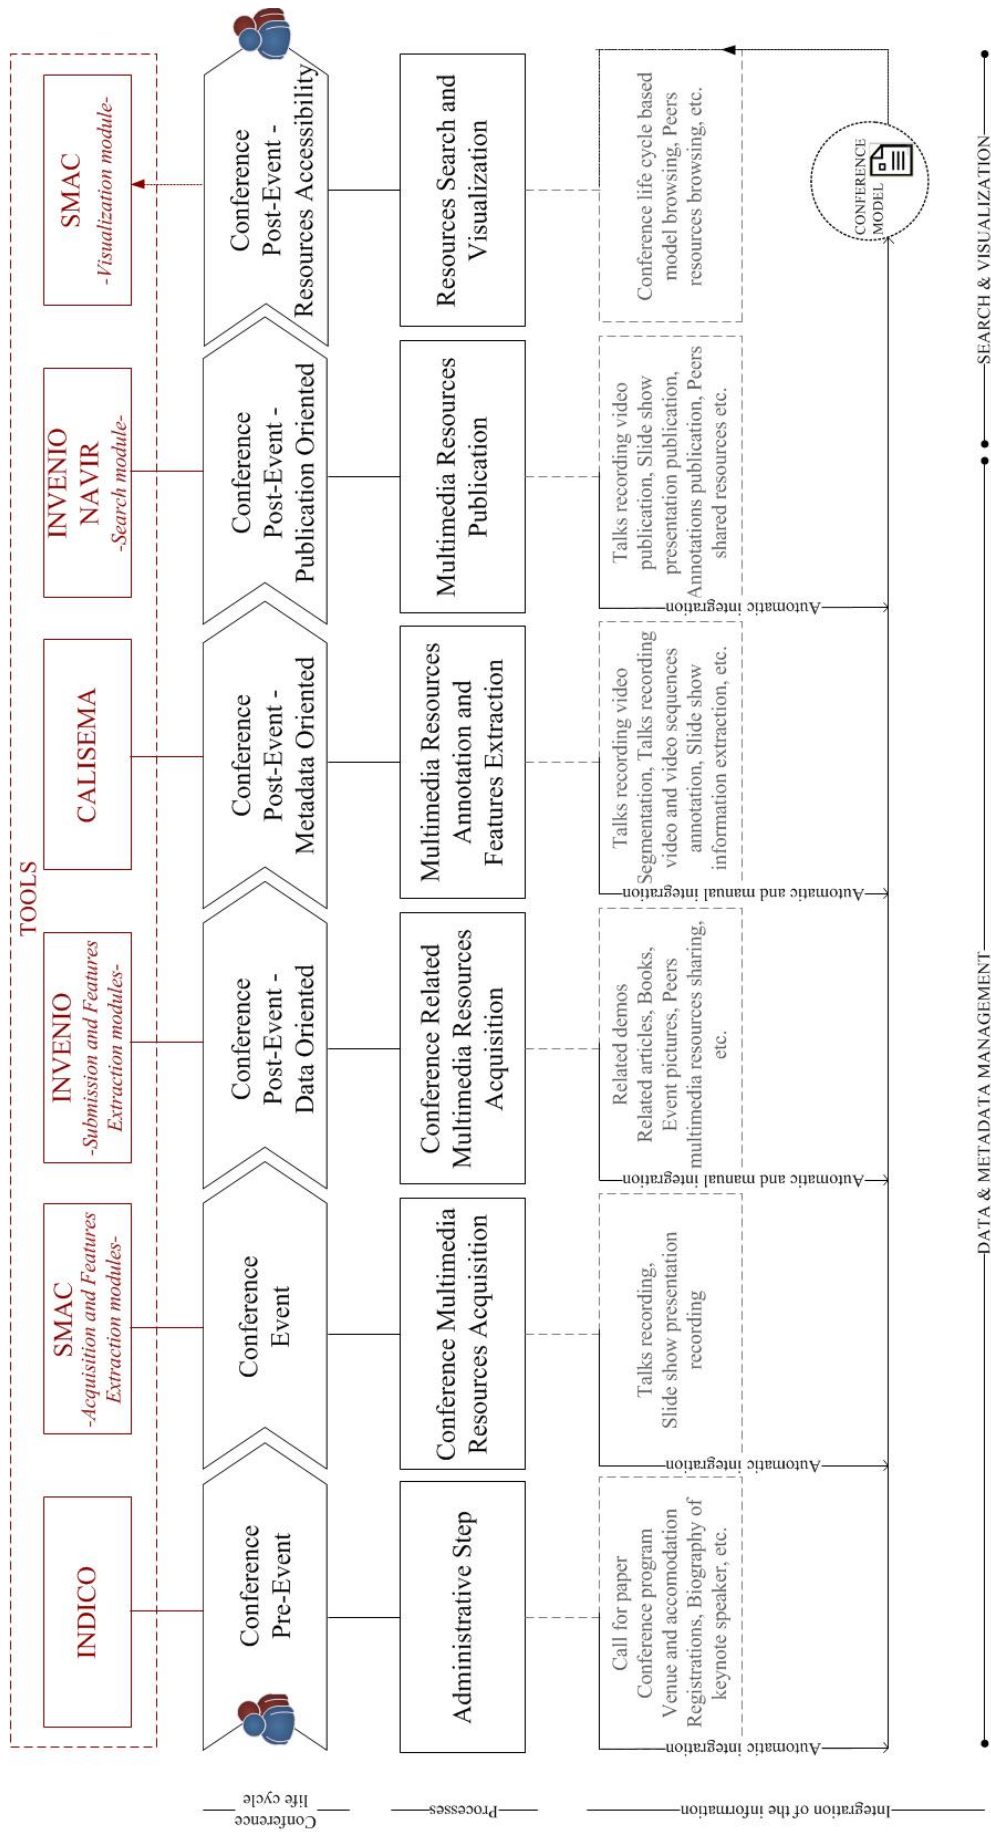 TOOLS
INDICO
SMAC
-Acquisition and Features
Extraction modules-
INVENIO
-Submission and Features
Extraction modules-
CALISEMA
INVENIO
NAVIR
-Search module-
SMAC
-Visualization module-
Conference
life cycle
Conference
Pre-Event
Conference
Event
Conference
Post-Event -
Data Oriented
Conference
Post-Event -
Metadata Oriented
Conference
Post-Event -
Publication Oriented
Conference
Post-Event -
Resources Accessibility
Processes
Administrative Step
Conference Multimedia
Resources Acquisition
Conference Related
Multimedia Resources
Acquisition
Multimedia Resources
Annotation and
Features Extraction
Multimedia Resources
Publication
Resources Search and
Visualization
Integration of the information
Automatic integration
Call for paper
Conference program
Venue and accomodation
Registrations, Biography of
keynote speaker, etc.
Automatic integration
Talks recording,
Slide show presentation
recording
Automatic and manual integration
Related demos
Related articles, Books,
Event pictures, Peers
multimedia resources sharing,
etc.
Automatic and manual integration
Talks recording video
Segmentation, Talks recording
video and video sequences
annotation, Slide show
information extraction, etc.
Automatic integration
Talks recording video
publication, Slide show
presentation publication,
Annotations publication, Peers
shared resources etc.
Conference life cycle based
model browsing, Peers
resources browsing, etc.
CONFERENCE
MODEL
DATA & METADATA MANAGEMENT
SEARCH & VISUALIZATION